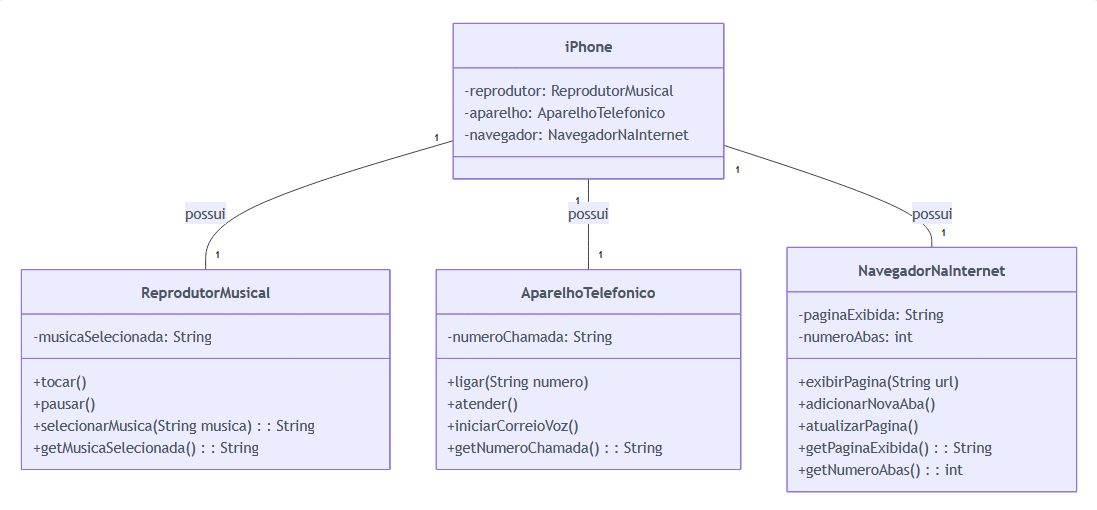 iPhone
-reprodutor: ReprodutorMusical
-aparelho: AparelhoTelefonico
-navegador: NavegadorNaInternet
1
1
1
possui
possui
possui
1
1
1
ReprodutorMusical
-musicaSelecionada: String
+tocar()
+pausar()
+selecionarMusica(String musica) : : String
+getMusicaSelecionada() : : String
AparelhoTelefonico
-numeroChamada: String
+ligar(String numero)
+atender()
+iniciarCorreioVoz()
+getNumeroChamada() : : String
NavegadorNaInternet
-paginaExibida: String
-numeroAbas: int
+exibirPagina(String url)
+adicionarNovaAba()
+atualizarPagina()
+getPaginaExibida() : : String
+getNumeroAbas() : : int